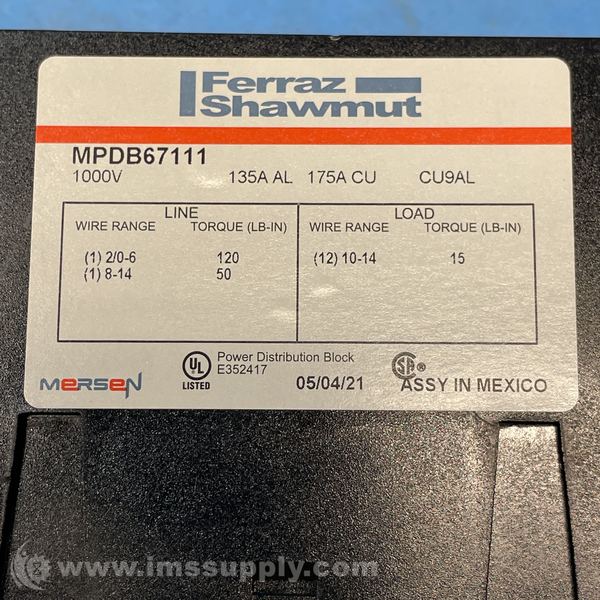 Ferraz
Shawmut
MPDB67111
1000V 135A AL 175A CU CU9AL
LINE LOAD
WIRE RANGE TORQUE (LB-IN) WIRE RANGE TORQUE (LB-IN)
(1) 2/0-6 120 (12) 10-14 15
(1) 8-14 50
MERSEN
UL
LISTED
Power Distribution Block
E352417
05/04/21
SA
ASSY IN MEXICO
www.imssupply.com